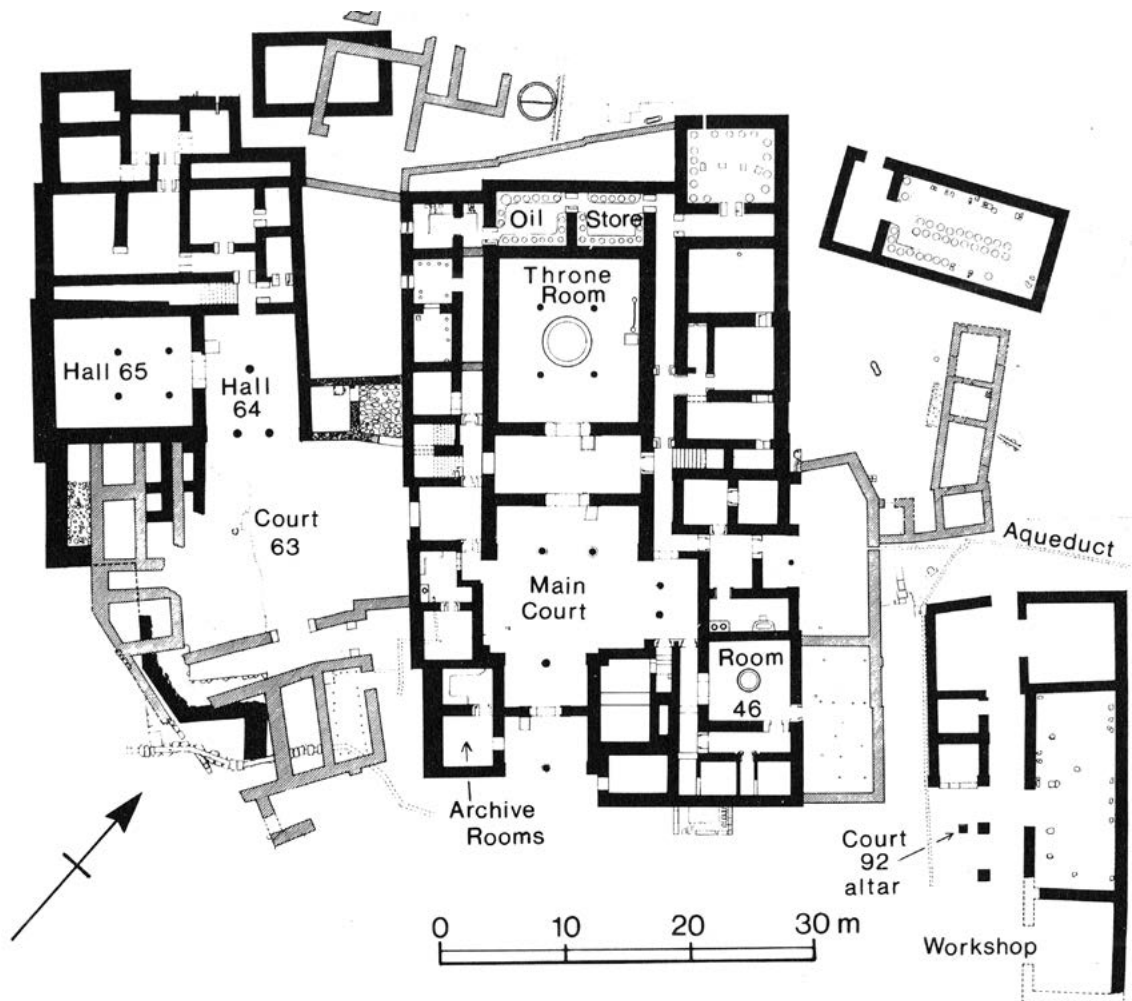 Oil
Store
Throne
Room
Hall 65
Hall
64
Court
63
Main
Court
Aqueduct
Room
46
Archive
Rooms
Court
92
altar
0 10 20 30 m
Workshop